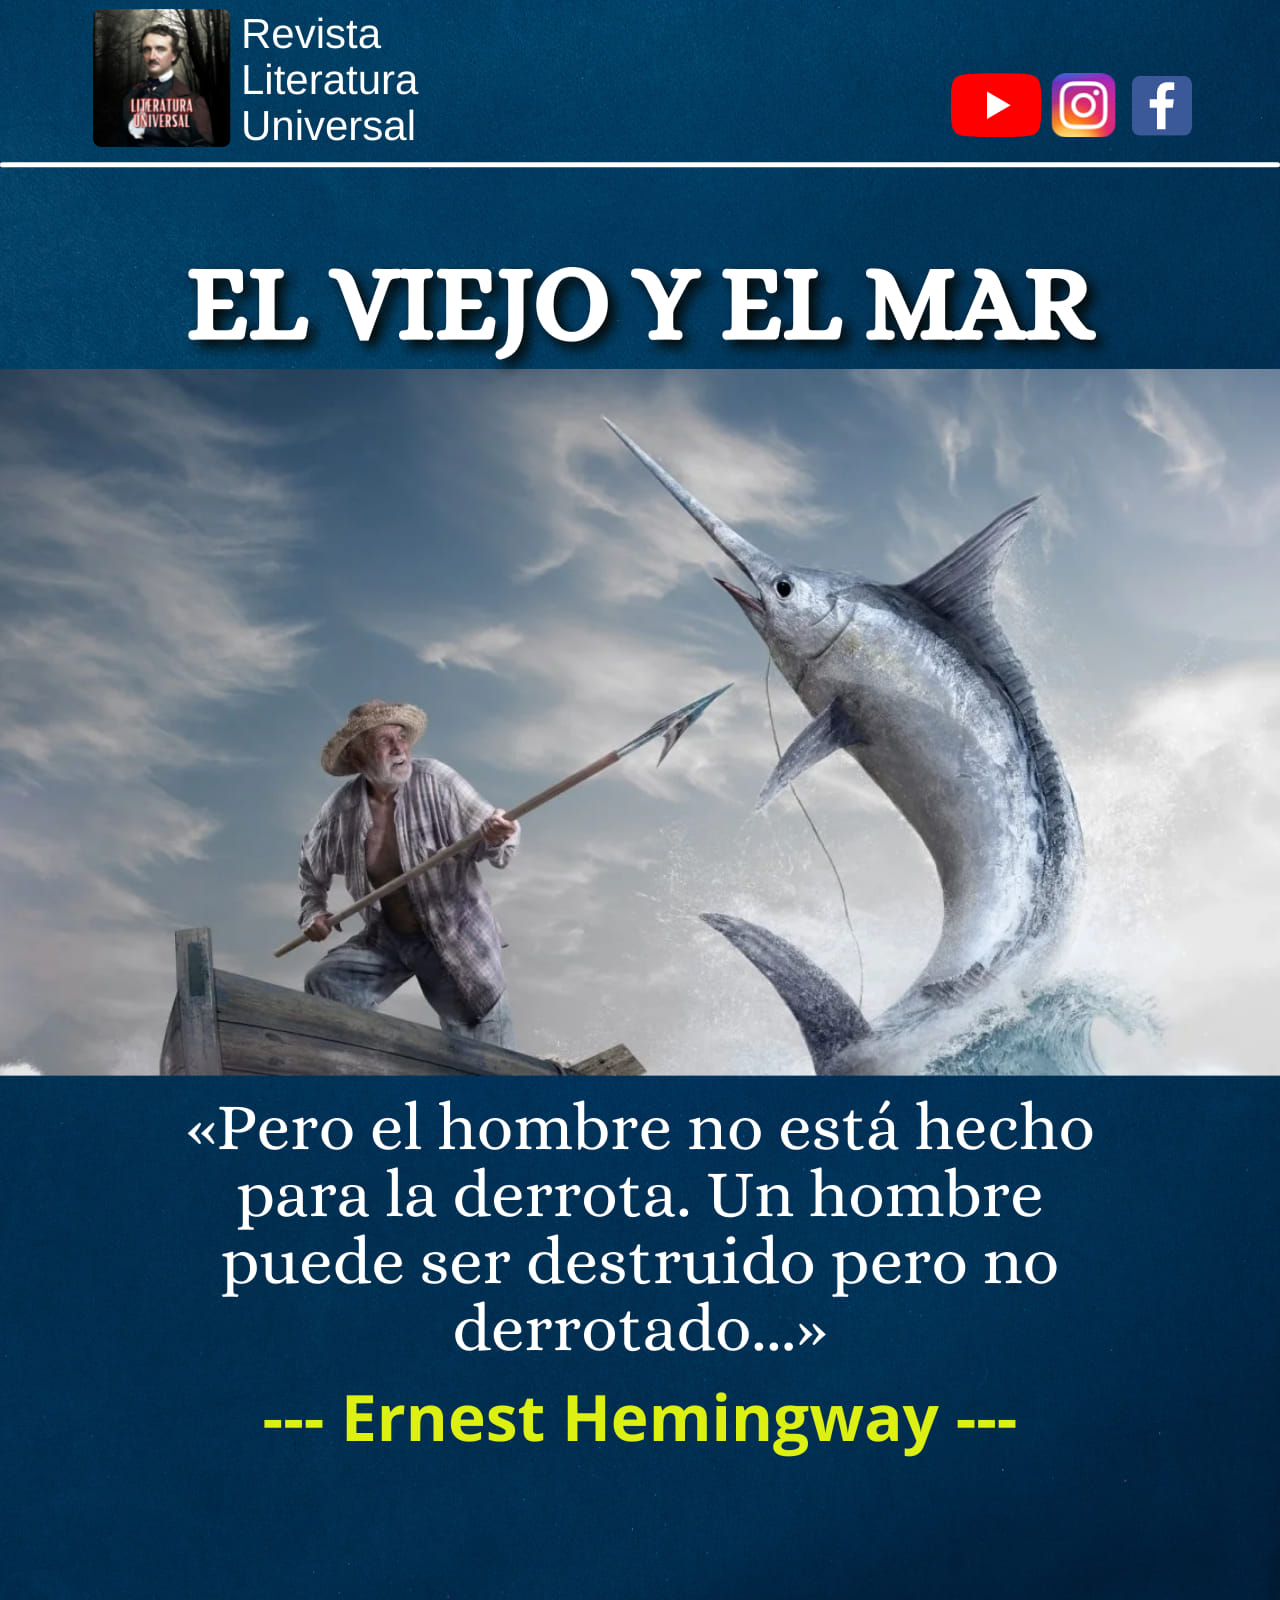 Revista
Literatura
Universal
LITERATURA
UNIVERSAL
EL VIEJO Y EL MAR
«Pero el hombre no está hecho
para la derrota. Un hombre
puede ser destruido pero no
derrotado...»
--- Ernest Hemingway ---